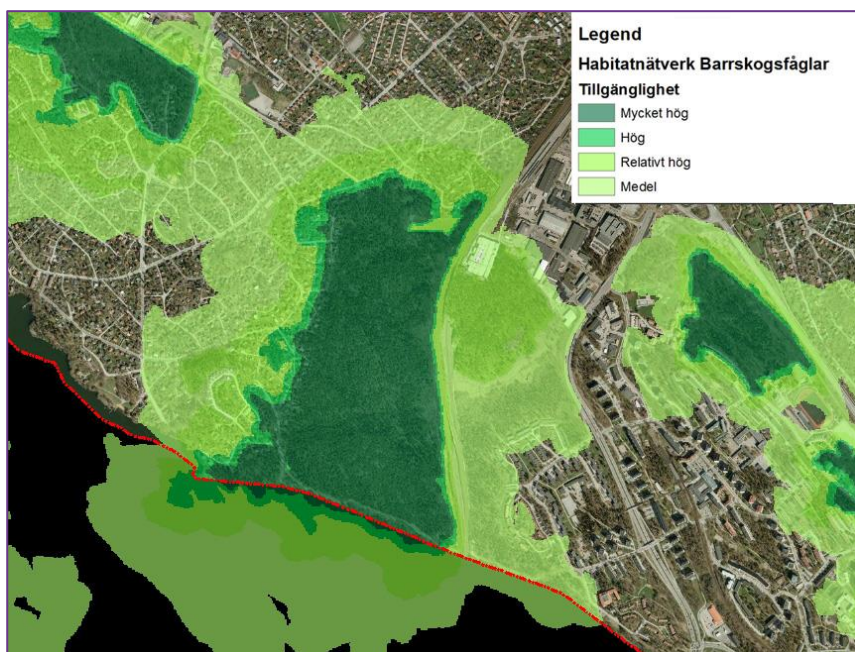 Legend
Habitatnätverk Barrskogsfåglar
Tillgänglighet
Mycket hög
Hög
Relativt hög
Medel